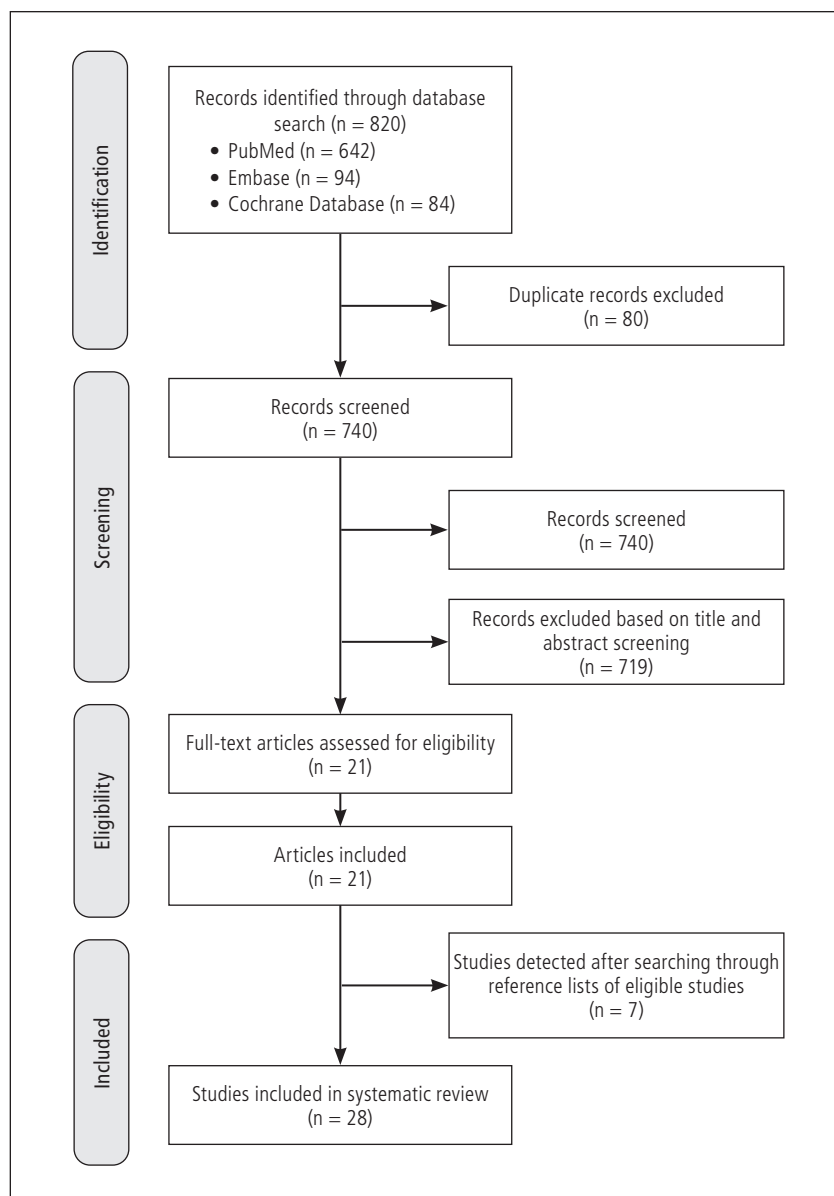 Identification
Records identified through database
search (n = 820)
• PubMed (n = 642)
• Embase (n = 94)
• Cochrane Database (n = 84)
Duplicate records excluded
(n = 80)
Screening
Records screened
(n = 740)
Records screened
(n = 740)
Records excluded based on title and
abstract screening
(n = 719)
Eligibility
Full-text articles assessed for eligibility
(n = 21)
Articles included
(n = 21)
Included
Studies detected after searching through
reference lists of eligible studies
(n = 7)
Studies included in systematic review
(n = 28)